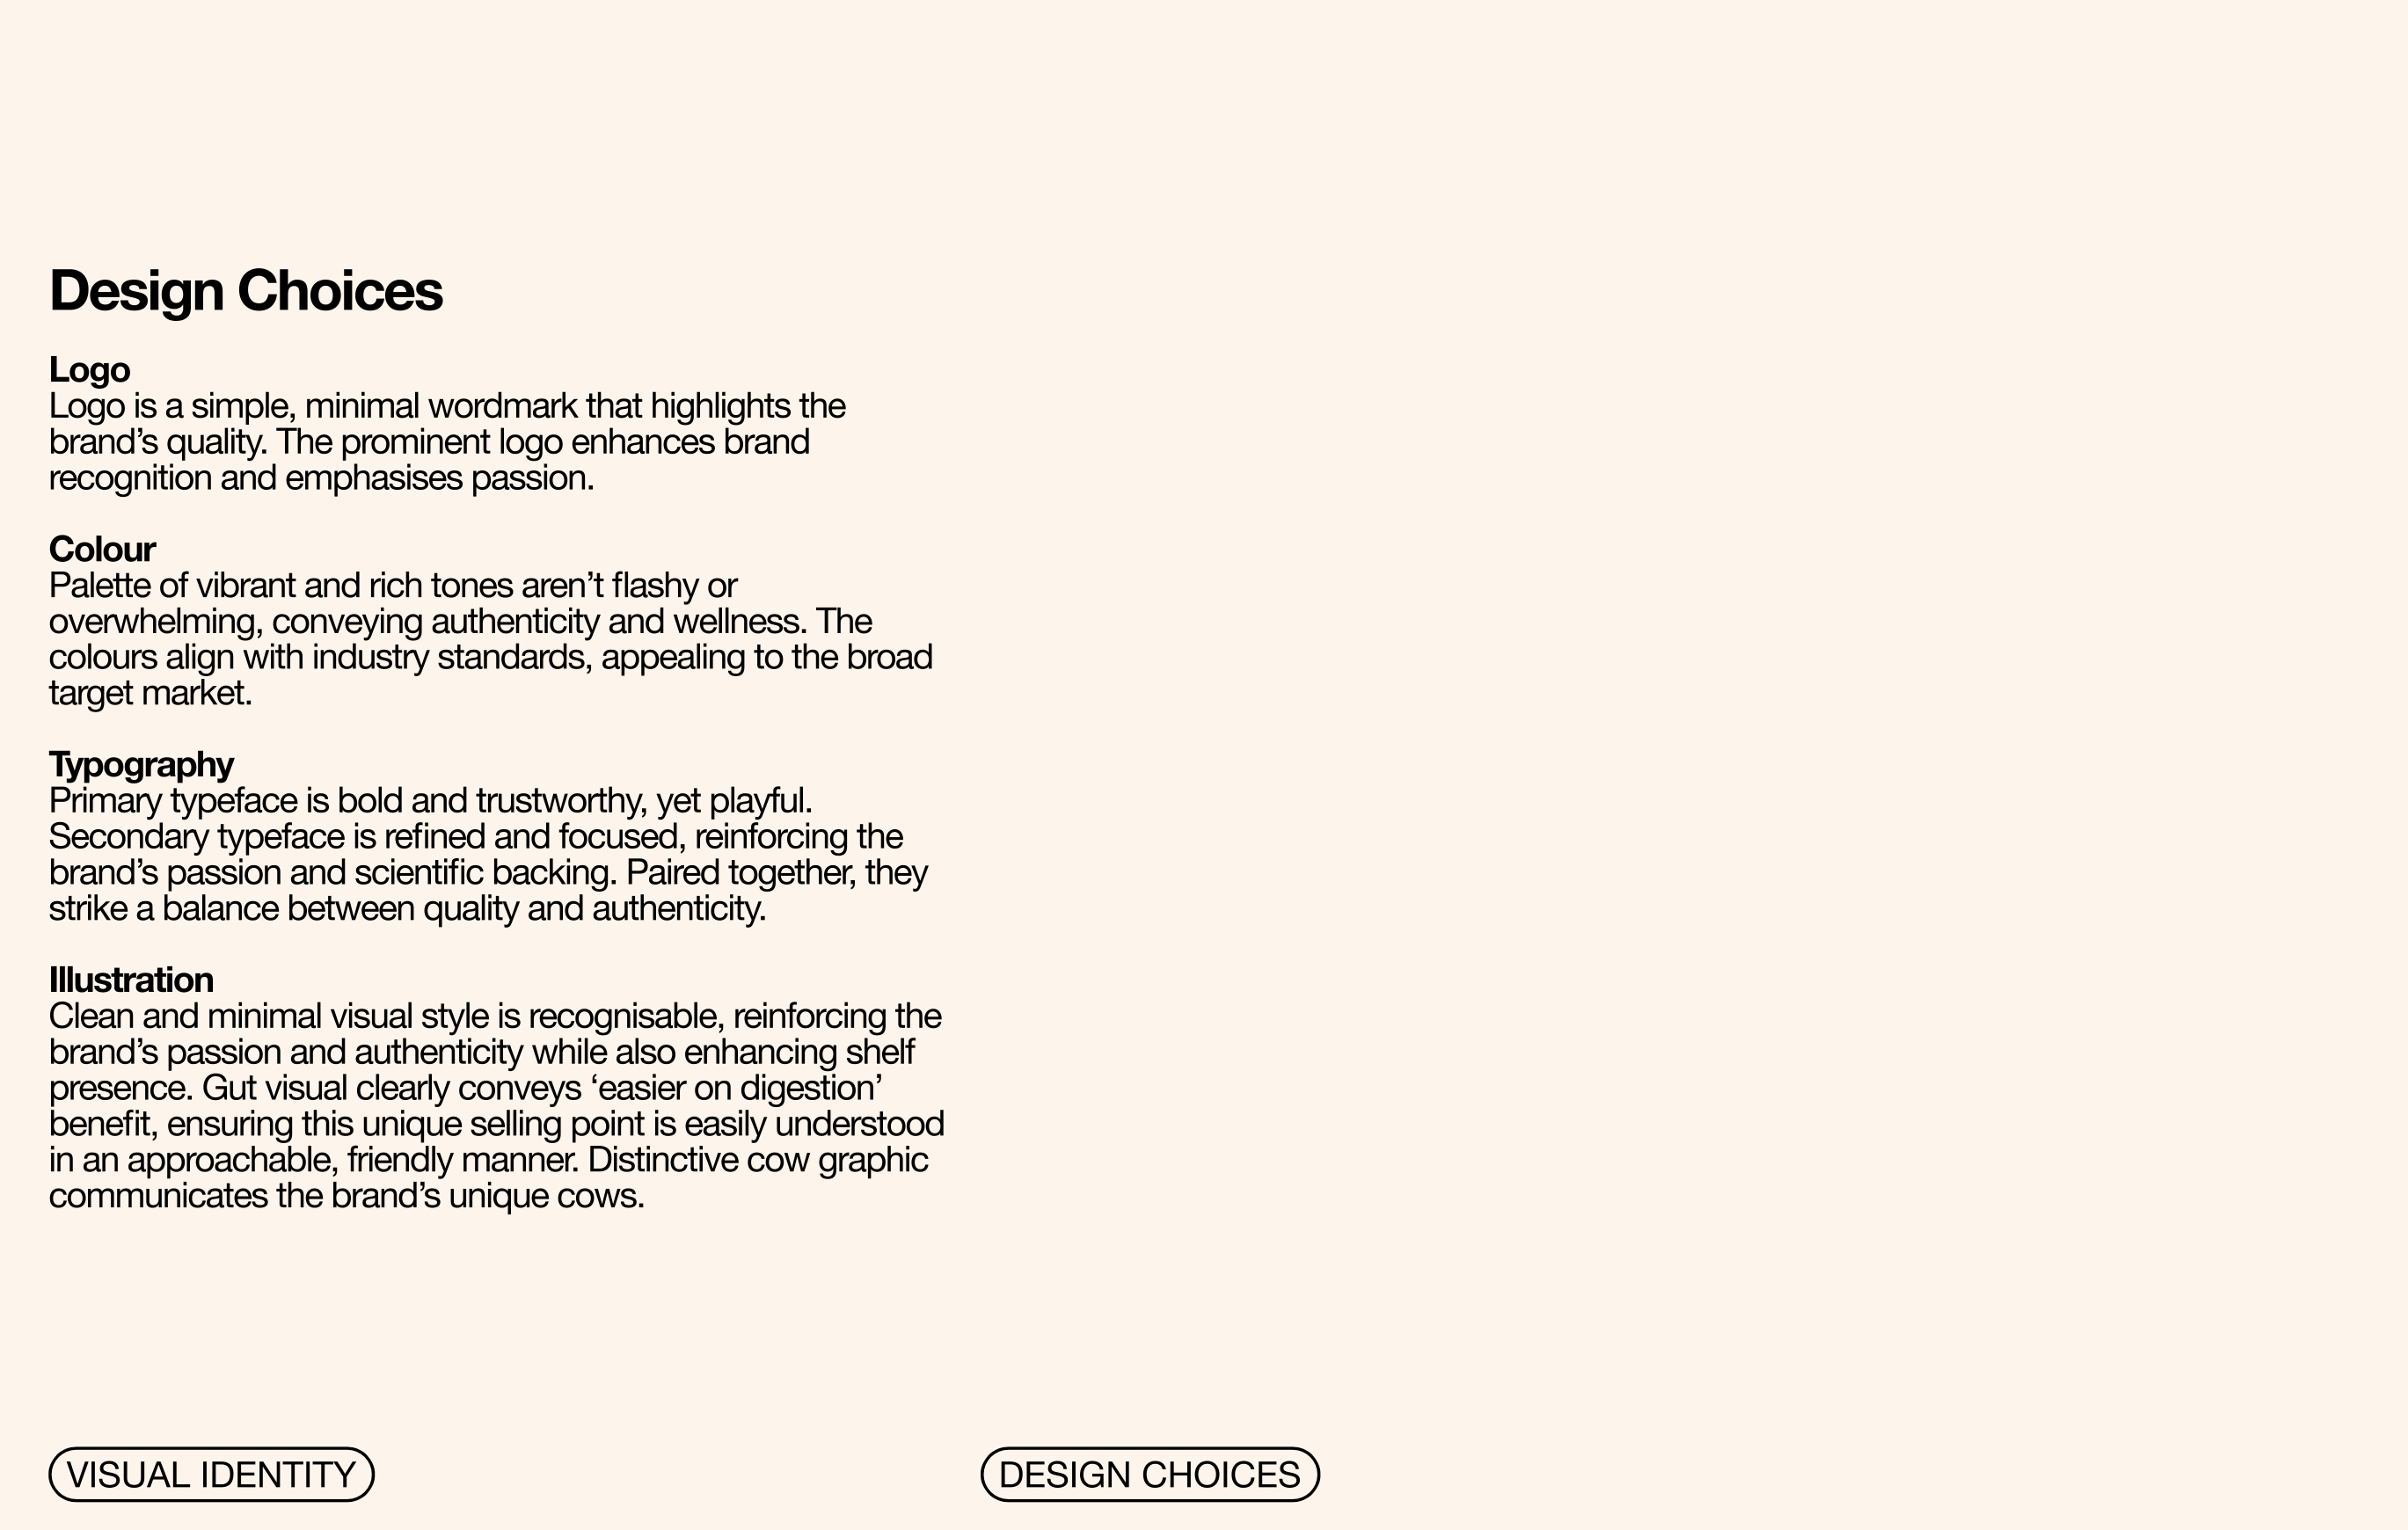 Design Choices
Logo
Logo is a simple, minimal wordmark that highlights the
brand’s quality. The prominent logo enhances brand
recognition and emphasises passion.
Colour
Palette of vibrant and rich tones aren’t flashy or
overwhelming, conveying authenticity and wellness. The
colours align with industry standards, appealing to the broad
target market.
Typography
Primary typeface is bold and trustworthy, yet playful.
Secondary typeface is refined and focused, reinforcing the
brand’s passion and scientific backing. Paired together, they
strike a balance between quality and authenticity.
Illustration
Clean and minimal visual style is recognisable, reinforcing the
brand’s passion and authenticity while also enhancing shelf
presence. Gut visual clearly conveys ‘easier on digestion’
benefit, ensuring this unique selling point is easily understood
in an approachable, friendly manner. Distinctive cow graphic
communicates the brand’s unique cows.
VISUAL IDENTITY
DESIGN CHOICES